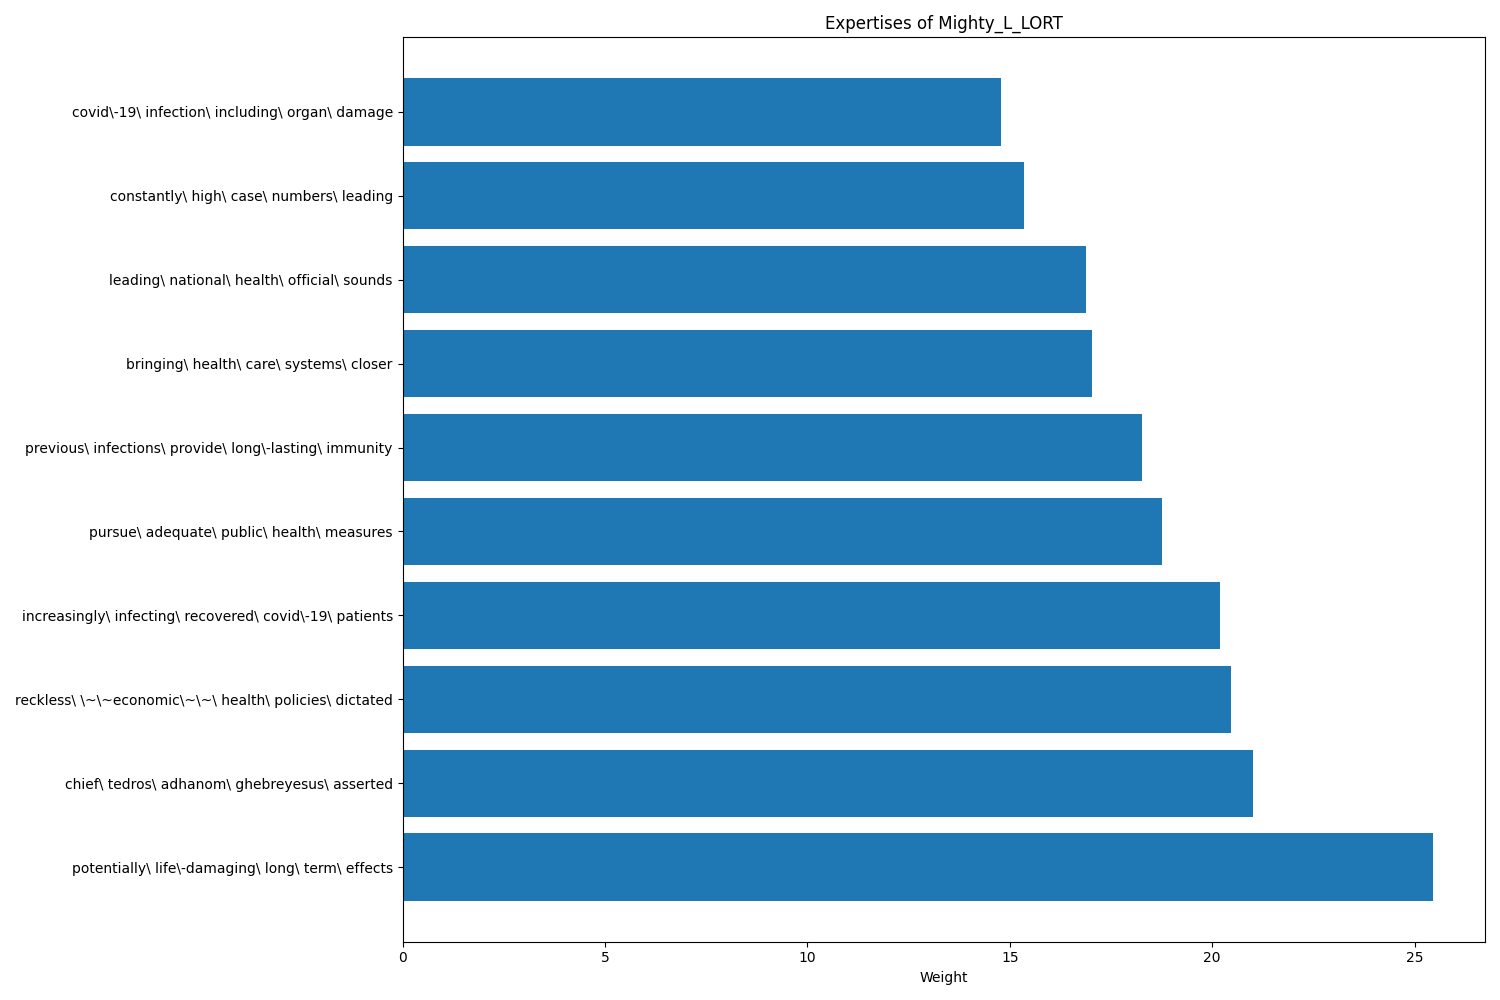 Expertises of Mighty_L_LORT
covid\-19\ infection\ including\ organ\ damage
constantly\ high\ case\ numbers\ leading
leading\ national\ health\ official\ sounds
bringing\ health\ care\ systems\ closer
previous\ infections\ provide\ long\-lasting\ immunity
pursue\ adequate\ public\ health\ measures
increasingly\ infecting\ recovered\ covid\-19\ patients
reckless\ \~\~economic\~\~\ health\ policies\ dictated
chief\ tedros\ adhanom\ ghebreyesus\ asserted
potentially\ life\-damaging\ long\ term\ effects
0 5 10 15 20 25
Weight